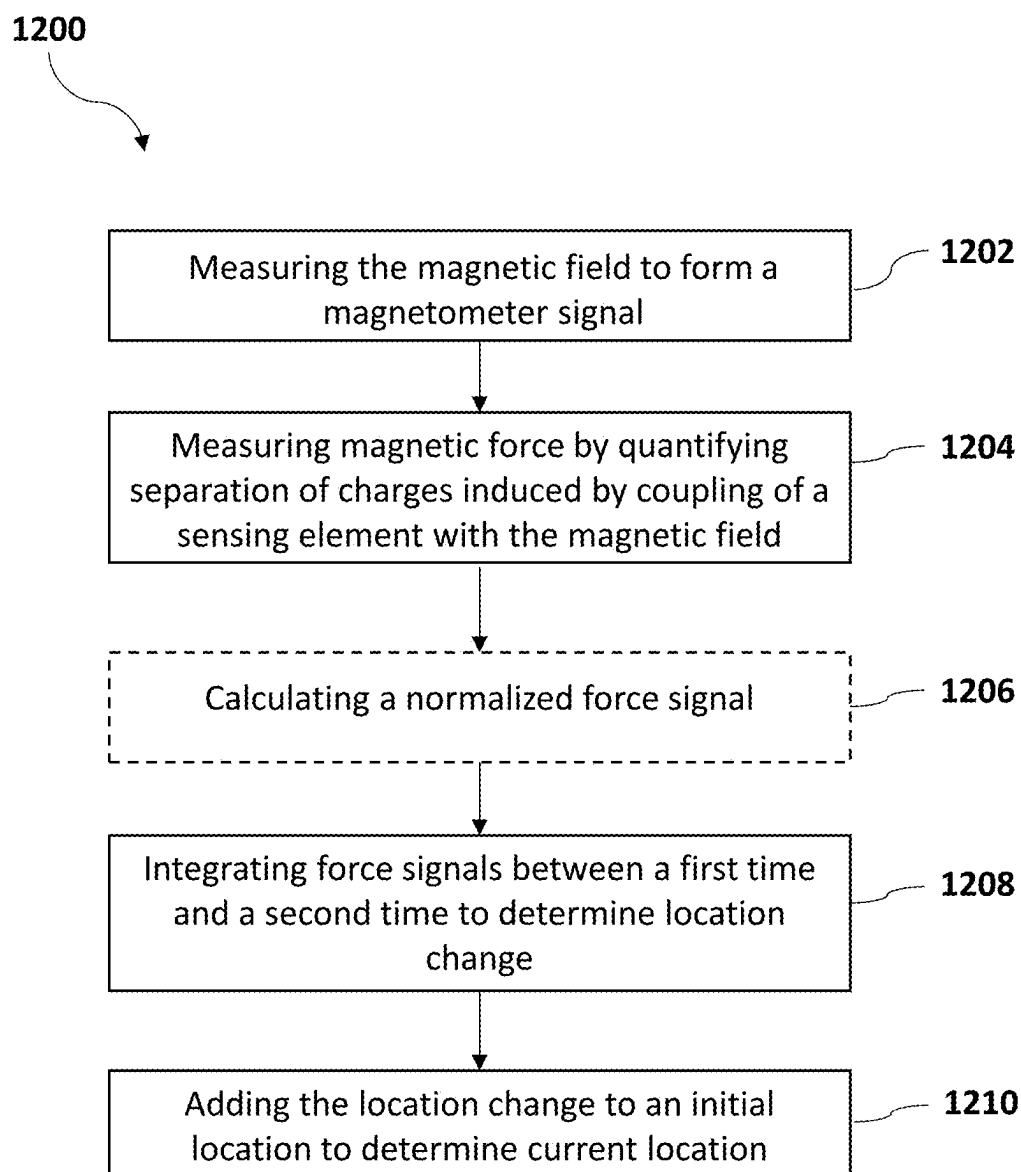 1200
Measuring the magnetic field to form a
magnetometer signal
1202
Measuring magnetic force by quantifying
separation of charges induced by coupling of a
sensing element with the magnetic field
1204
Calculating a normalized force signal
1206
Integrating force signals between a first time
and a second time to determine location
change
1208
Adding the location change to an initial
location to determine current location
1210